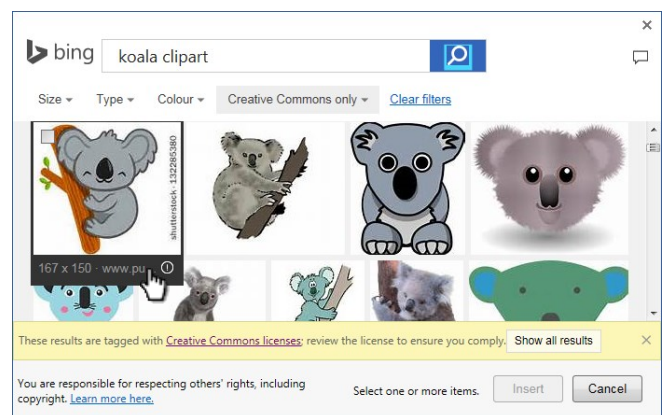 bing
koala clipart
Size Type Colour Creative Commons only Clear filters
shutterstock · 132285380
167 x 150 · www.pu
These results are tagged with Creative Commons licenses; review the license to ensure you comply. Show all results
You are responsible for respecting others' rights, including
copyright. Learn more here.
Select one or more items. Insert Cancel